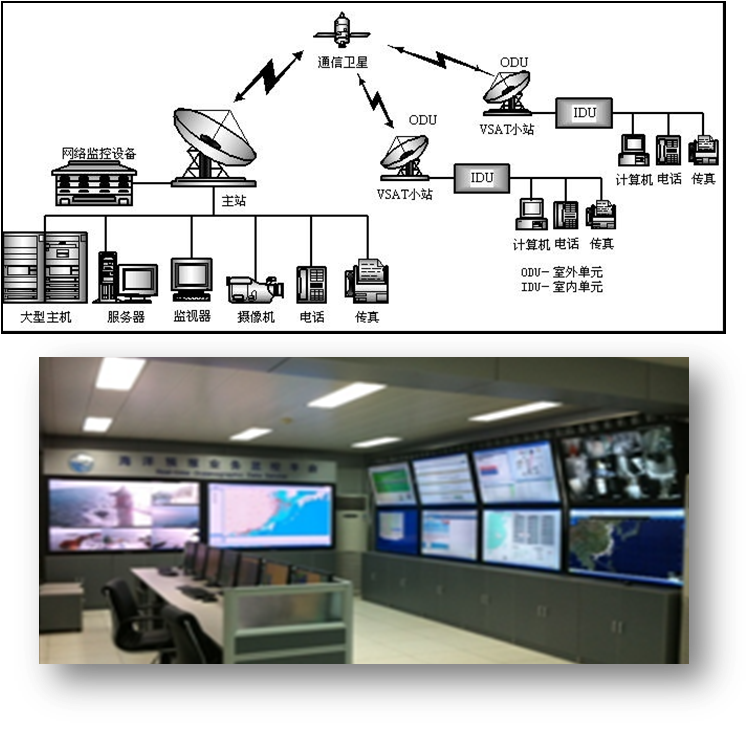 通信卫星
ODU
VSAT小站
IDU
计算机 电话 传真
ODU
VSAT小站
IDU
计算机 电话 传真
网络监控设备
主站
大型主机 服务器 监视器 摄像机 电话 传真
ODU－室外单元
IDU－室内单元